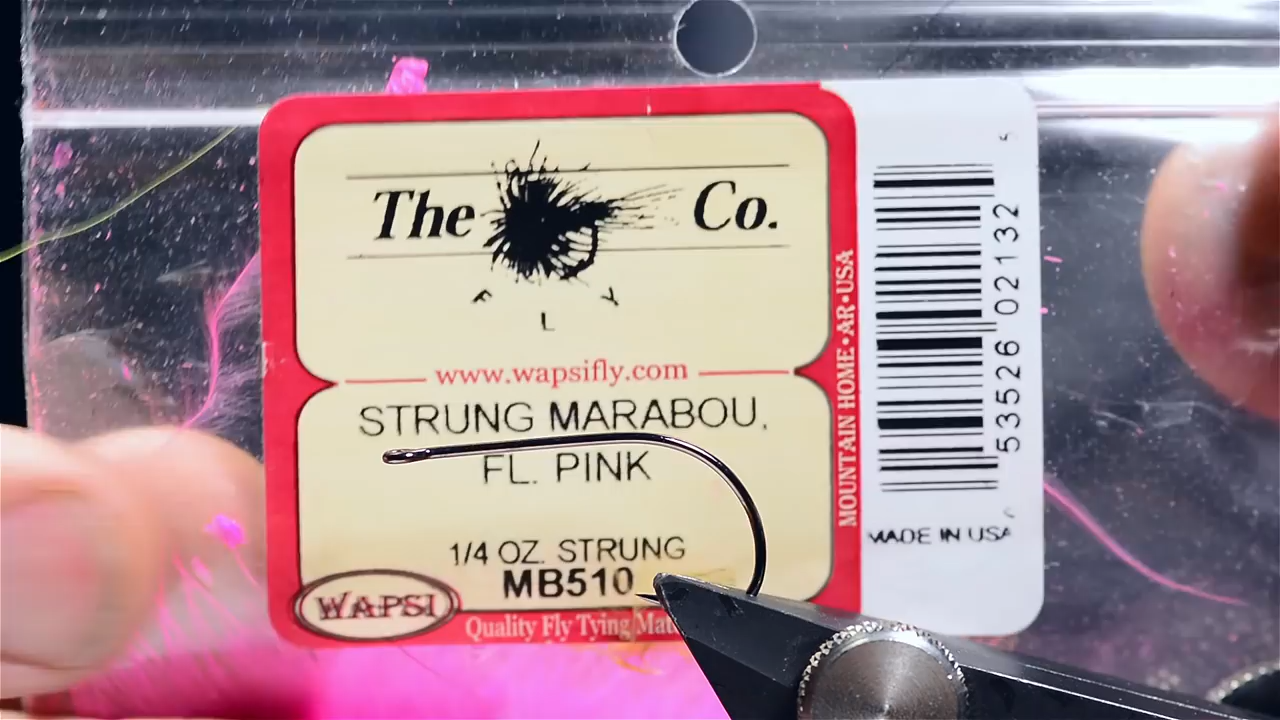 The Co.
F L Y
www.wapsifly.com
STRUNG MARABOU,
FL. PINK
1/4 OZ. STRUNG
MB510
WAPSI
Quality Fly Tying
MOUNTAIN HOME • AR • USA
53526 02132
5
MADE IN USA